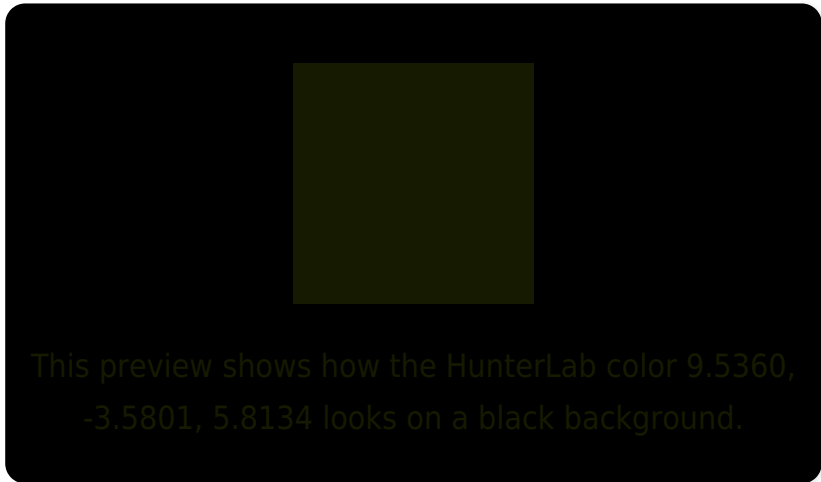 This preview shows how the HunterLab color 9.5360,
-3.5801, 5.8134 looks on a black background.